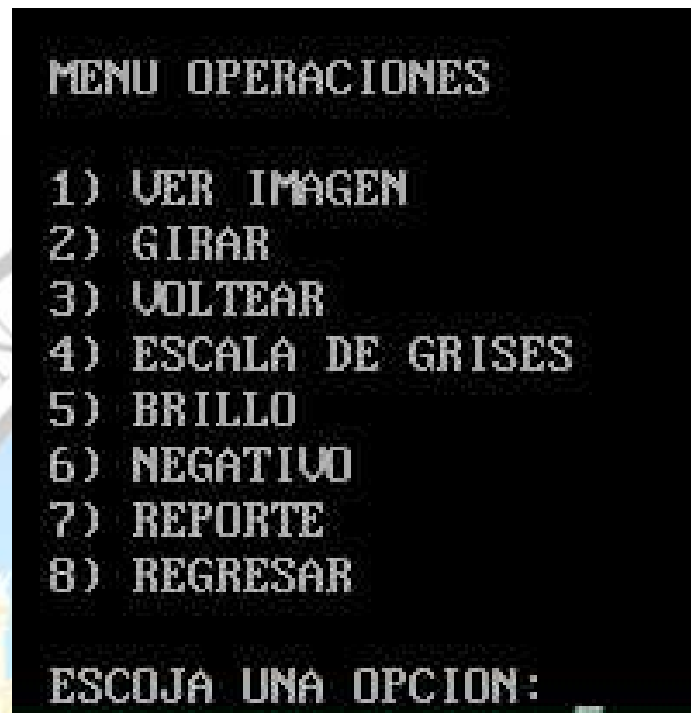 MENU OPERACIONES
1) VER IMAGEN
2) GIRAR
3) VOLTEAR
4) ESCALA DE GRISES
5) BRILLO
6) NEGATIVO
7) REPORTE
8) REGRESAR
ESCOJA UNA OPCION: